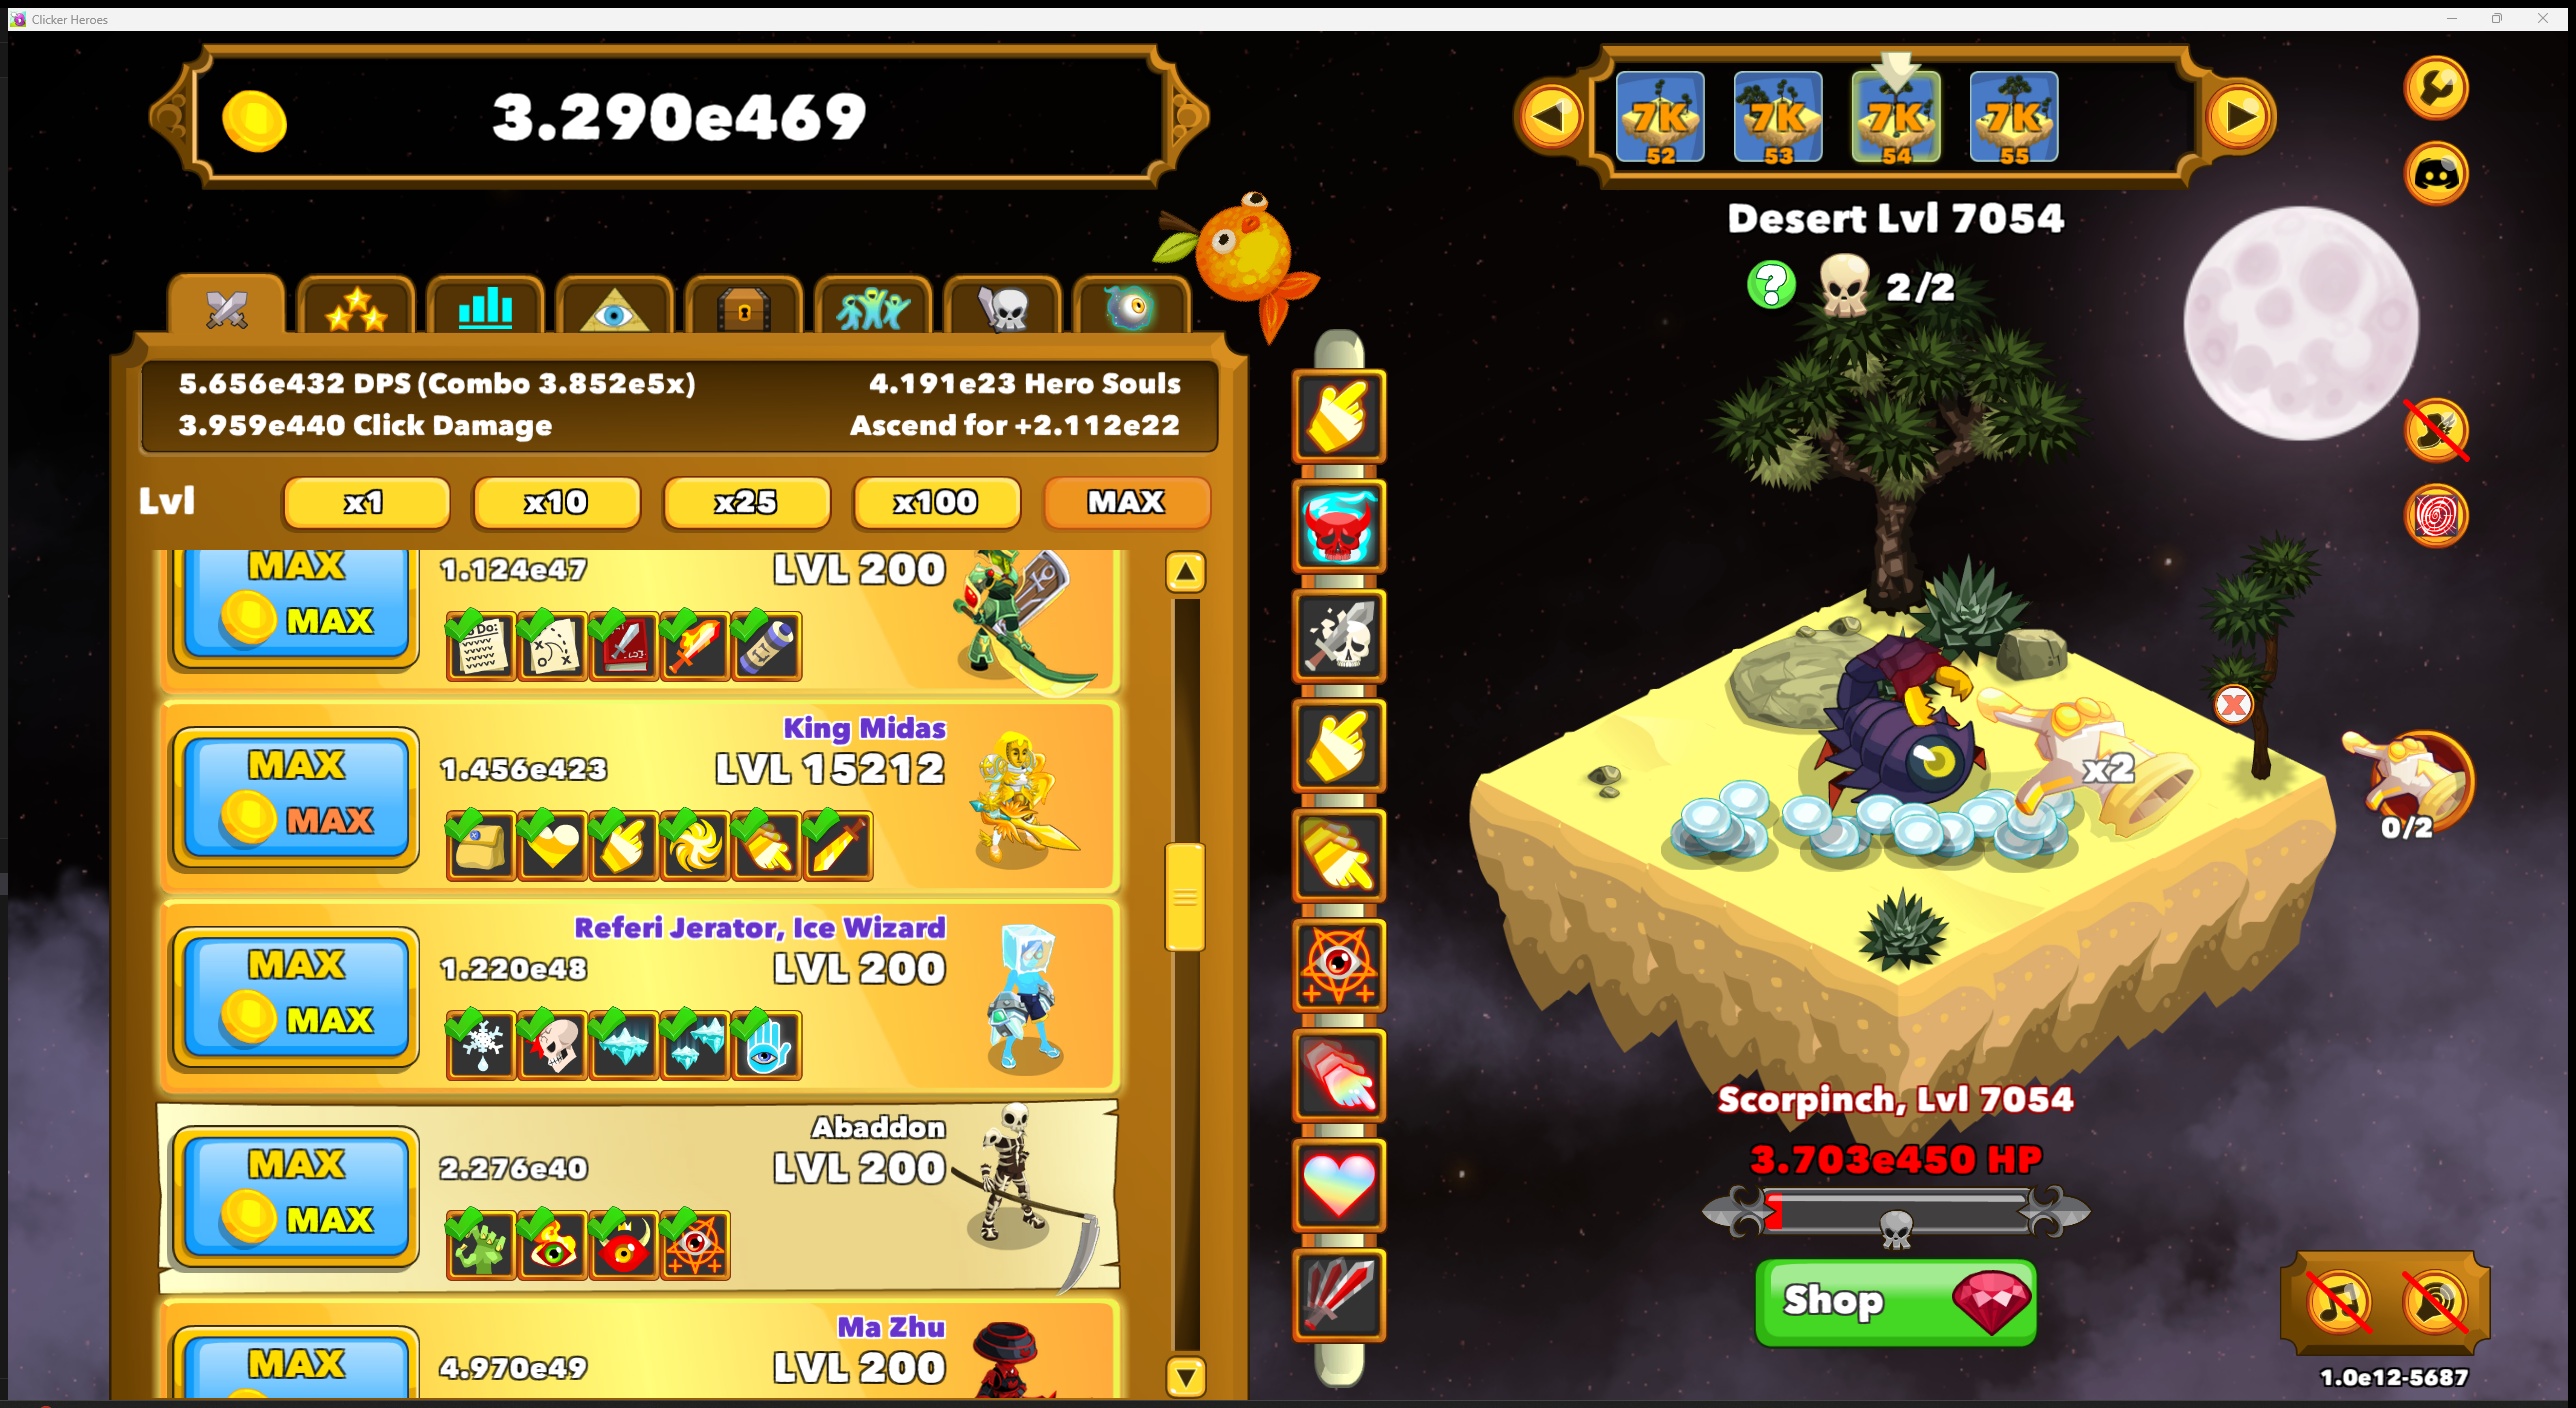 Clicker Heroes
3.290e469
7K 7K 7K 7K
52 53 54 55
Desert Lvl 7054
2/2
5.656e432 DPS (Combo 3.852e5x) 4.191e23 Hero Souls
3.959e440 Click Damage Ascend for +2.112e22
Lvl x1 x10 x25 x100 MAX
MAX 1.124e47 LVL 200
MAX
Do:
King Midas
MAX 1.456e423 LVL 15212
MAX
Referi Jerator, Ice Wizard
MAX 1.220e48 LVL 200
MAX
Abaddon
MAX 2.276e40 LVL 200
MAX
Ma Zhu
MAX 4.970e49 LVL 200
x2
0/2
Scorpinch, Lvl 7054
3.703e450 HP
Shop
1.0e12-5687